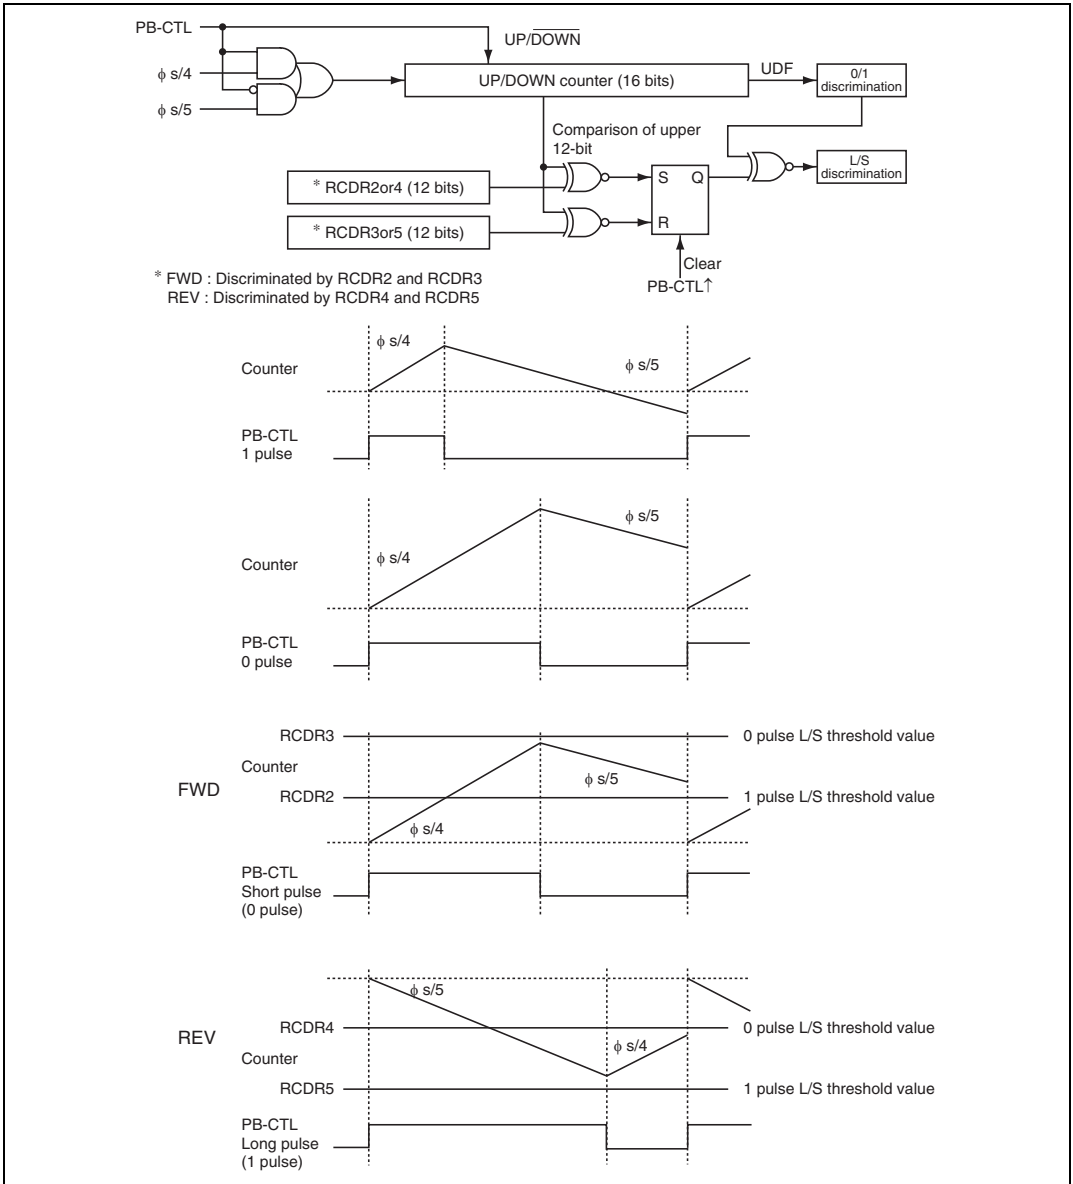 PB-CTL
UP/DOWN
φ s/4
UP/DOWN counter (16 bits)
UDF
0/1
discrimination
φ s/5
Comparison of upper
12-bit
L/S
discrimination
* RCDR2or4 (12 bits)
S Q
* RCDR3or5 (12 bits)
R
Clear
PB-CTL↑
* FWD : Discriminated by RCDR2 and RCDR3
REV : Discriminated by RCDR4 and RCDR5
φ s/4
Counter
φ s/5
PB-CTL
1 pulse
φ s/5
φ s/4
Counter
PB-CTL
0 pulse
RCDR3
0 pulse L/S threshold value
Counter
φ s/5
FWD
RCDR2
1 pulse L/S threshold value
φ s/4
PB-CTL
Short pulse
(0 pulse)
φ s/5
RCDR4
0 pulse L/S threshold value
REV
φ s/4
Counter
RCDR5
1 pulse L/S threshold value
PB-CTL
Long pulse
(1 pulse)